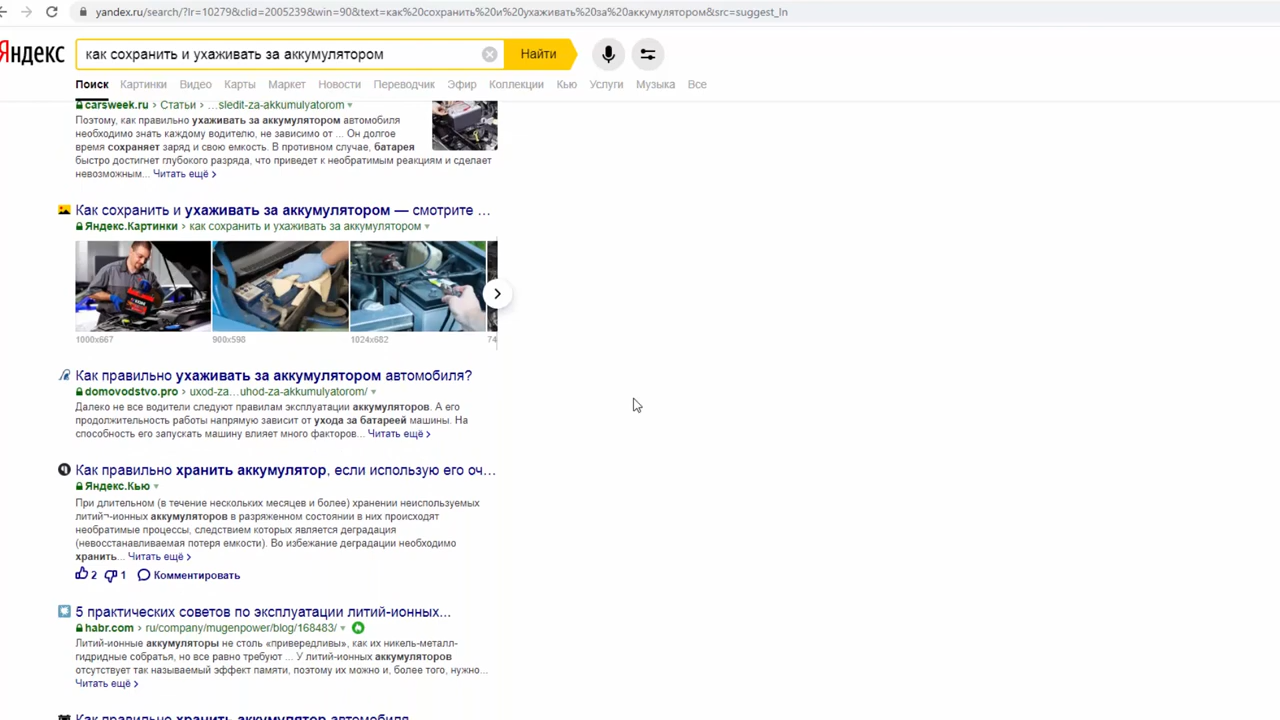 yandex.ru/search/?lr=10279&clid=2005239&win=90&text=как%20сохранить%20и%20ухаживать%20за%20аккумулятором&src=suggest_ln
Яндекс
как сохранить и ухаживать за аккумулятором
Найти
Поиск Картинки Видео Карты Маркет Новости Переводчик Эфир Коллекции Кью Услуги Музыка Все
carsweek.ru > Статьи > …sledit-za-akkumulyatorom
Поэтому, как правильно ухаживать за аккумулятором автомобиля
необходимо знать каждому водителю, не зависимо от ... Он долгое
время сохраняет заряд и свою емкость. В противном случае, батарея
быстро достигнет глубокого разряда, что приведет к необратимым реакциям и сделает
невозможным... Читать ещё >
Как сохранить и ухаживать за аккумулятором — смотрите ...
Яндекс.Картинки > как сохранить и ухаживать за аккумулятором
1000x667 900x598 1024x682 74
Как правильно ухаживать за аккумулятором автомобиля?
domovodstvo.pro > uxod-za…uhod-za-akkumulyatorom/
Далеко не все водители следуют правилам эксплуатации аккумуляторов. А его
продолжительность работы напрямую зависит от ухода за батареей машины. На
способность его запускать машину влияет много факторов... Читать ещё >
Как правильно хранить аккумулятор, если использую его оч...
Яндекс.Кью
При длительном (в течение нескольких месяцев и более) хранении неиспользуемых
литий¬-ионных аккумуляторов в разряженном состоянии в них происходят
необратимые процессы, следствием которых является деградация
(невосстанавливаемая потеря емкости). Во избежание деградации необходимо
хранить... Читать ещё >
2 1 Комментировать
5 практических советов по эксплуатации литий-ионных...
habr.com > ru/company/mugenpower/blog/168483/
Литий-ионные аккумуляторы не столь «привередливы», как их никель-металл-
гидридные собратья, но все равно требуют ... У литий-ионных аккумуляторов
отсутствует так называемый эффект памяти, поэтому их можно и, более того, нужно...
Читать ещё >
Как правильно хранить аккумулятор автомобиля